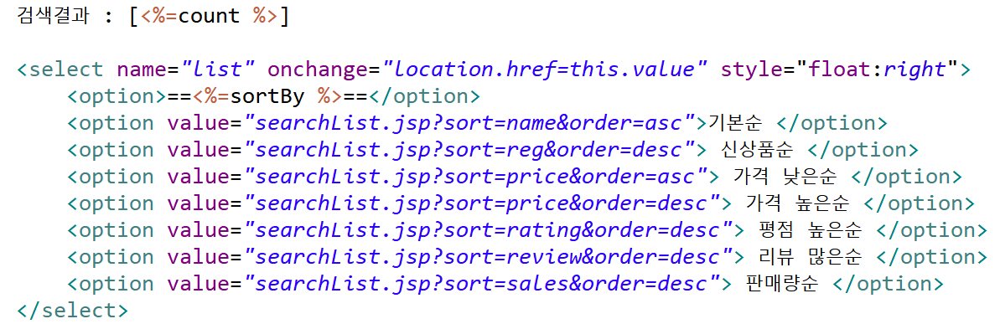 검색결과 : [<%=count %>]
<select name="list" onchange="location.href=this.value" style="float:right">
<option>==<%=sortBy %>==</option>
<option value="searchList.jsp?sort=name&order=asc">기본순 </option>
<option value="searchList.jsp?sort=reg&order=desc"> 신상품순 </option>
<option value="searchList.jsp?sort=price&order=asc"> 가격 낮은순 </option>
<option value="searchList.jsp?sort=price&order=desc"> 가격 높은순 </option>
<option value="searchList.jsp?sort=rating&order=desc"> 평점 높은순 </option>
<option value="searchList.jsp?sort=review&order=desc"> 리뷰 많은순 </option>
<option value="searchList.jsp?sort=sales&order=desc"> 판매량순 </option>
</select>